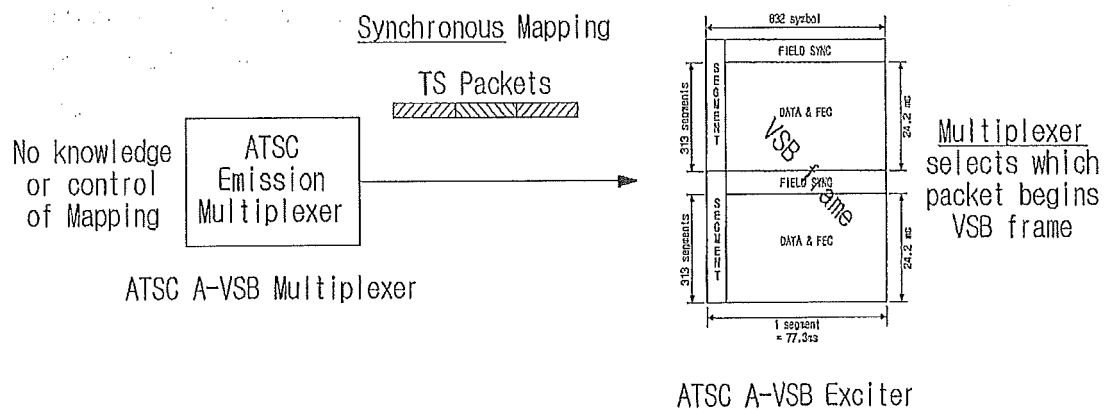 Synchronous Mapping
TS Packets
No knowledge
or control
of Mapping
ATSC
Emission
Multiplexer
ATSC A-VSB Multiplexer
832 symbol
FIELD SYNC
SEGMENT
313 segments
DATA & FEC
24.2 ms
VSB frame
FIELD SYNC
SEGMENT
313 segments
DATA & FEC
24.2 ms
1 segment
= 77.3ms
Multiplexer
selects which
packet begins
VSB frame
ATSC A-VSB Exciter